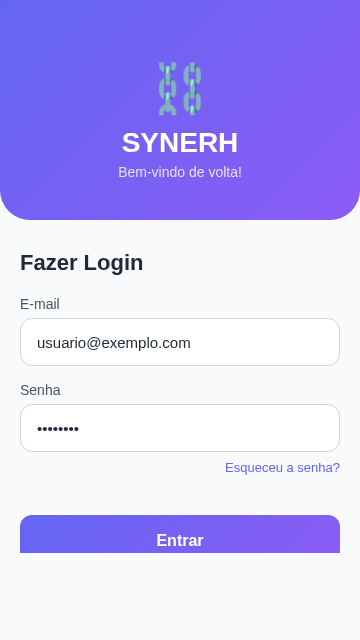 SYNERH
Bem-vindo de volta!
Fazer Login
E-mail
usuario@exemplo.com
Senha
••••••••
Esqueceu a senha?
Entrar